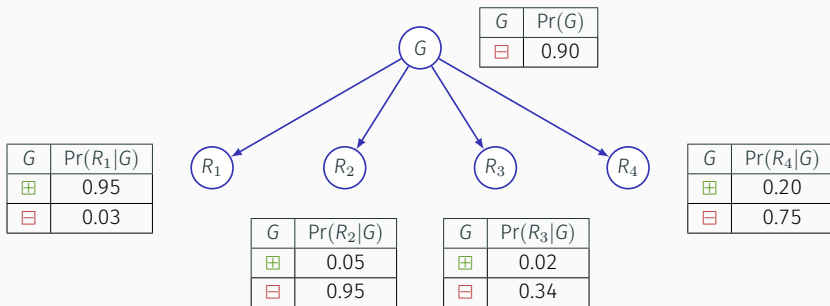 G Pr(G)
⊟ 0.90
G
R₁ R₂ R₃ R₄
G Pr(R₁|G)
⊞ 0.95
⊟ 0.03
G Pr(R₂|G)
⊞ 0.05
⊟ 0.95
G Pr(R₃|G)
⊞ 0.02
⊟ 0.34
G Pr(R₄|G)
⊞ 0.20
⊟ 0.75